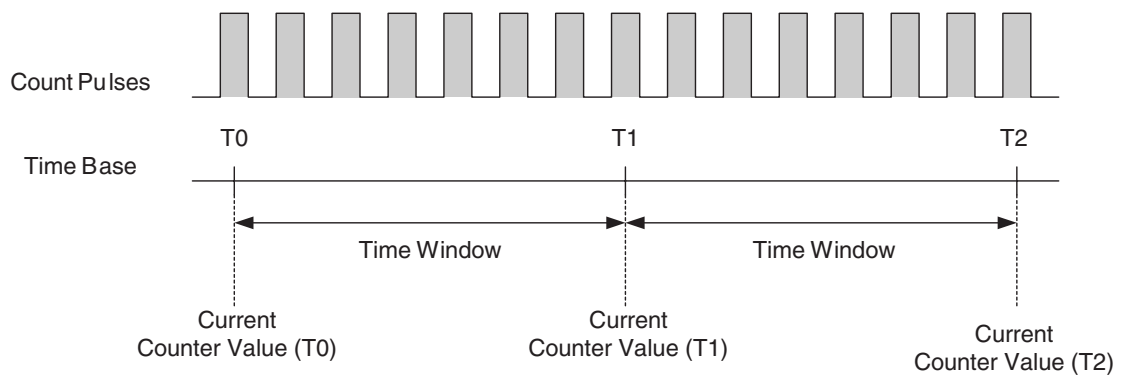 Count Pulses
T0 T1 T2
Time Base
Time Window Time Window
Current Current Current
Counter Value (T0) Counter Value (T1) Counter Value (T2)